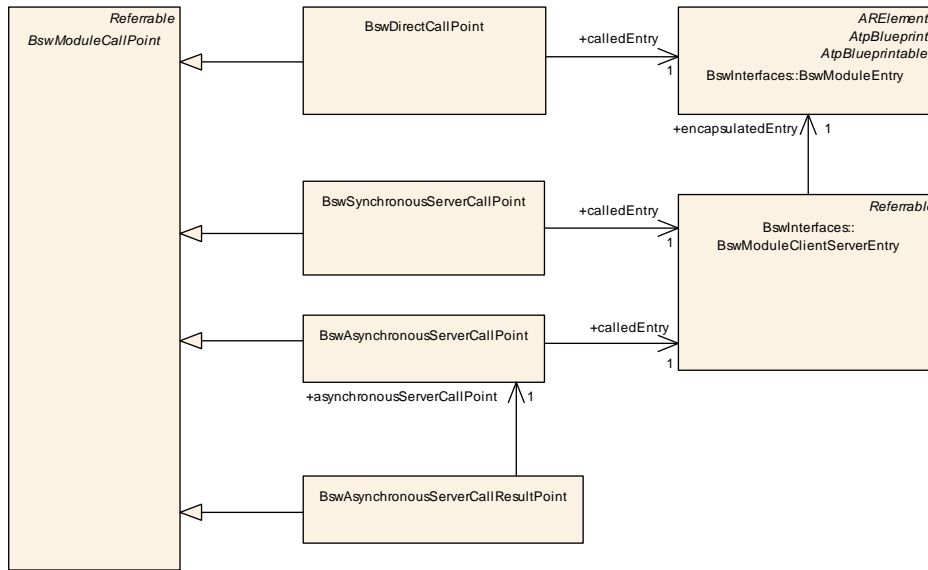 Referrable
BswModuleCallPoint
BswDirectCallPoint
+calledEntry
1
ARElement
AtpBlueprint
AtpBlueprintable
BswInterfaces::BswModuleEntry
+encapsulatedEntry
1
BswSynchronousServerCallPoint
+calledEntry
1
Referrable
BswInterfaces::
BswModuleClientServerEntry
BswAsynchronousServerCallPoint
+calledEntry
1
+asynchronousServerCallPoint
1
BswAsynchronousServerCallResultPoint